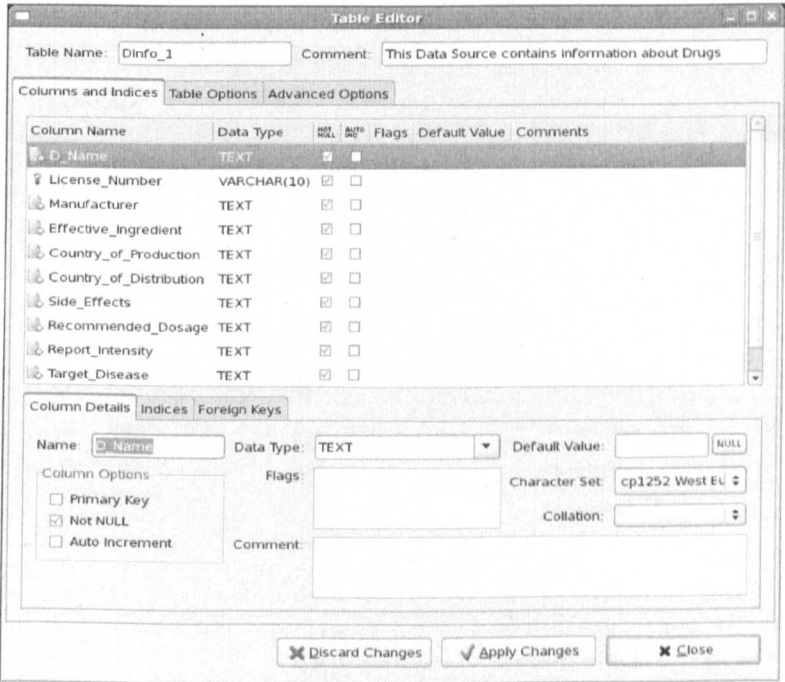 Table Editor
Table Name: Dinfo_1 Comment: This Data Source contains information about Drugs
Columns and Indices Table Options Advanced Options
Column Name Data Type NOT NULL AUTO INC Flags Default Value Comments
D_Name TEXT
License_Number VARCHAR(10)
Manufacturer TEXT
Effective_Ingredient TEXT
Country_of_Production TEXT
Country_of_Distribution TEXT
Side_Effects TEXT
Recommended_Dosage TEXT
Report_Intensity TEXT
Target_Disease TEXT
Column Details Indices Foreign Keys
Name: D_Name Data Type: TEXT Default Value: NULL
Column Options Flags: Character Set: cp1252 West Eu
Primary Key
Not NULL Collation:
Auto Increment Comment:
Discard Changes Apply Changes Close